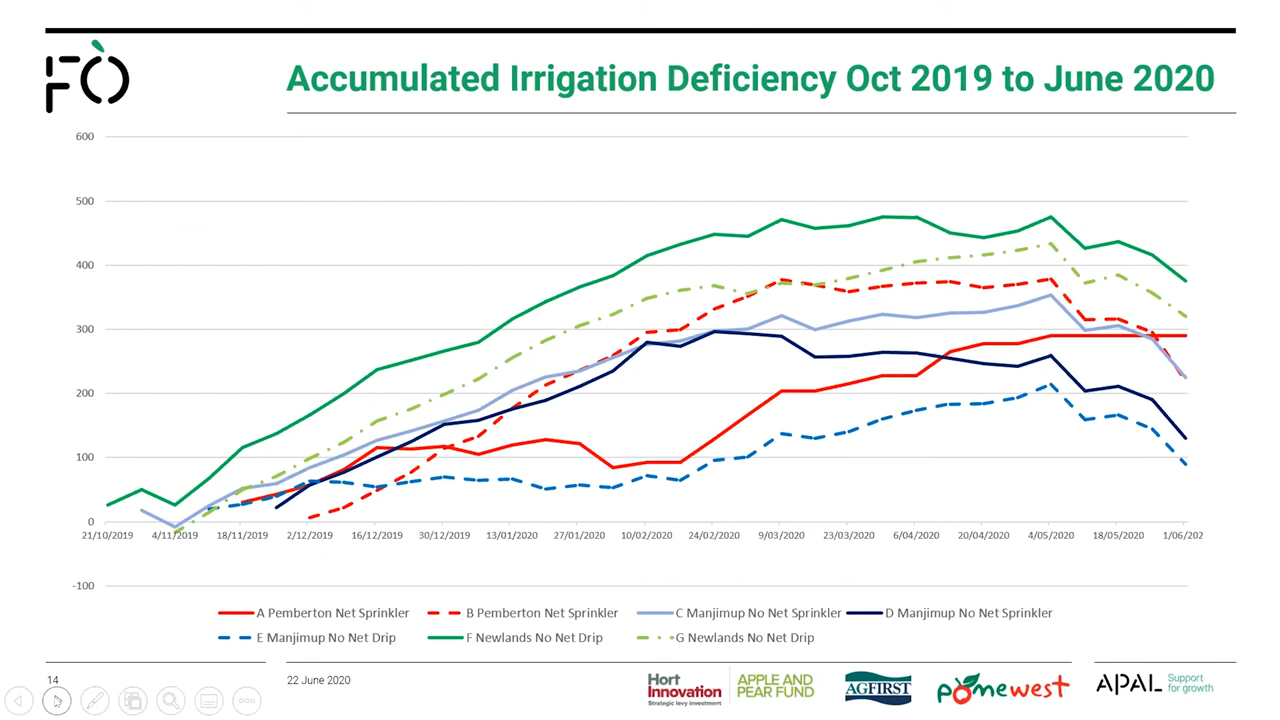 FO
Accumulated Irrigation Deficiency Oct 2019 to June 2020
600
500
400
300
200
100
0
-100
21/10/2019 4/11/2019 18/11/2019 2/12/2019 16/12/2019 30/12/2019 13/01/2020 27/01/2020 10/02/2020 24/02/2020 9/03/2020 23/03/2020 6/04/2020 20/04/2020 4/05/2020 18/05/2020 1/06/202
A Pemberton Net Sprinkler B Pemberton Net Sprinkler C Manjimup No Net Sprinkler D Manjimup No Net Sprinkler
E Manjimup No Net Drip F Newlands No Net Drip G Newlands No Net Drip
14
22 June 2020
Hort
Innovation
Strategic levy investment
APPLE AND
PEAR FUND
AGFIRST
pomewest
APAL
Support
for growth